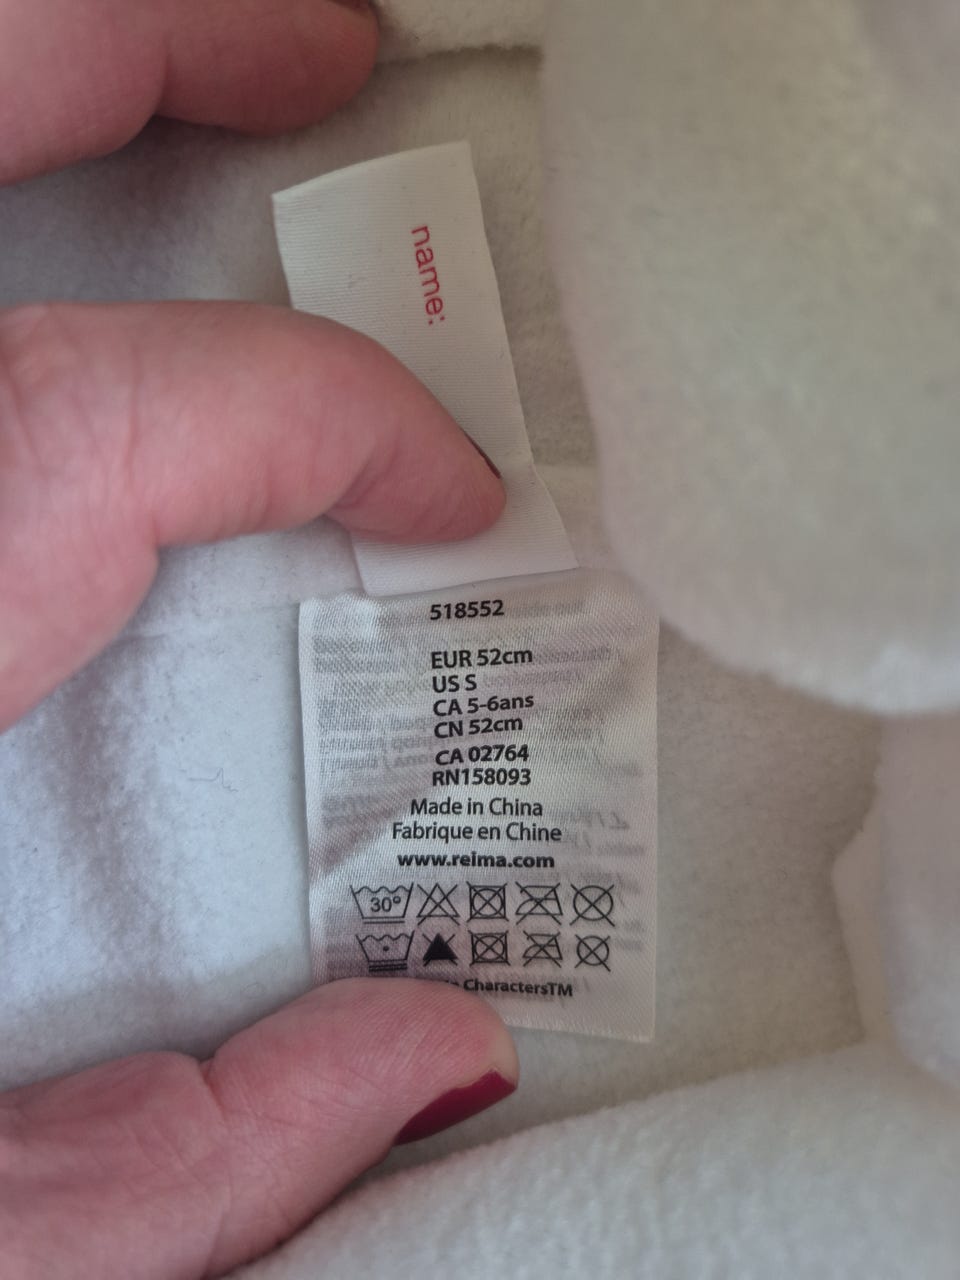 name:
518552
EUR 52cm
US S
CA 5-6ans
CN 52cm
CA 02764
RN158093
Made in China
Fabrique en Chine
www.reima.com
30°
CharactersTM